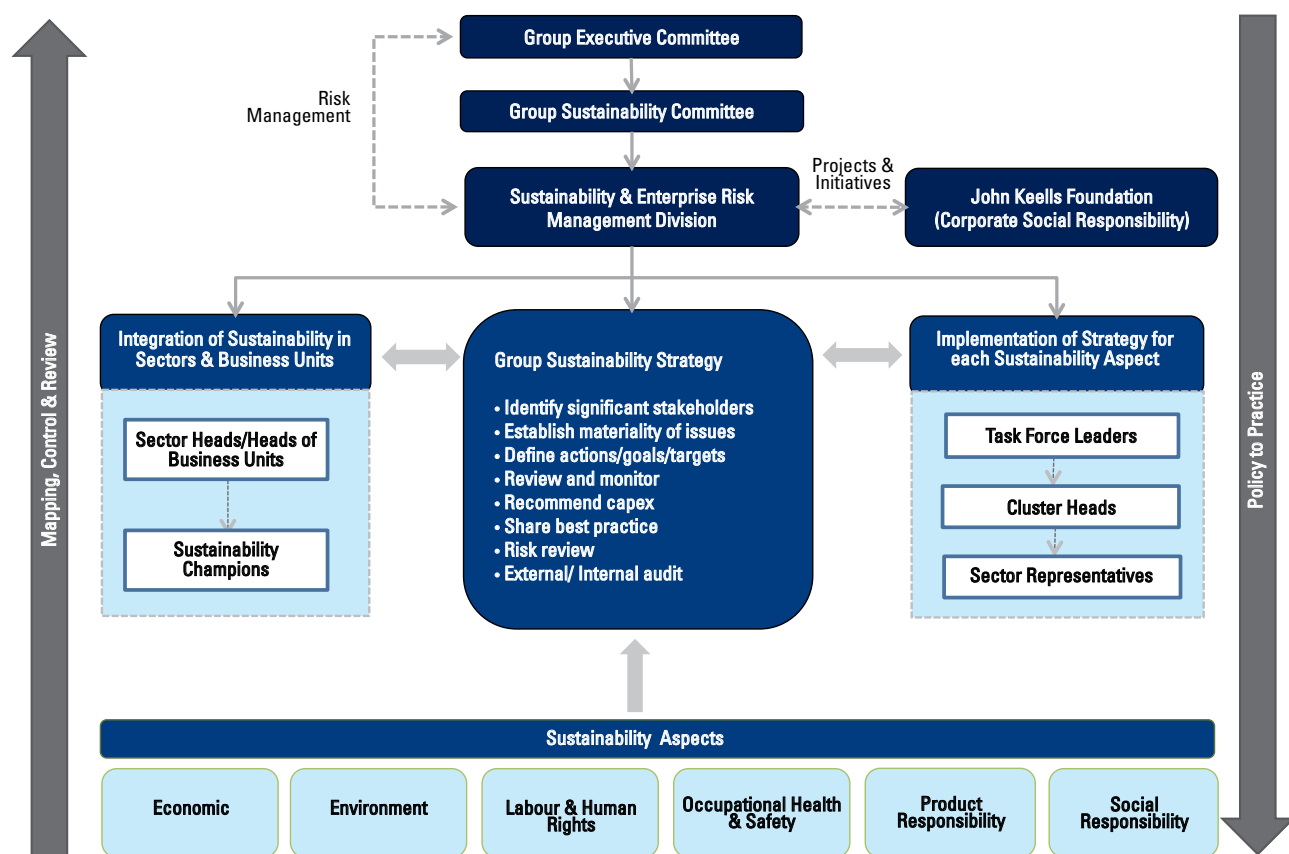 Group Executive Committee
Risk
Management
Group Sustainability Committee
Sustainability & Enterprise Risk
Management Division
Projects &
Initiatives
John Keells Foundation
(Corporate Social Responsibility)
Mapping, Control & Review
Policy to Practice
Integration of Sustainability in
Sectors & Business Units
Sector Heads/Heads of
Business Units
Sustainability
Champions
Group Sustainability Strategy
• Identify significant stakeholders
• Establish materiality of issues
• Define actions/goals/targets
• Review and monitor
• Recommend capex
• Share best practice
• Risk review
• External/ Internal audit
Implementation of Strategy for
each Sustainability Aspect
Task Force Leaders
Cluster Heads
Sector Representatives
Sustainability Aspects
Economic
Environment
Labour & Human
Rights
Occupational Health
& Safety
Product
Responsibility
Social
Responsibility